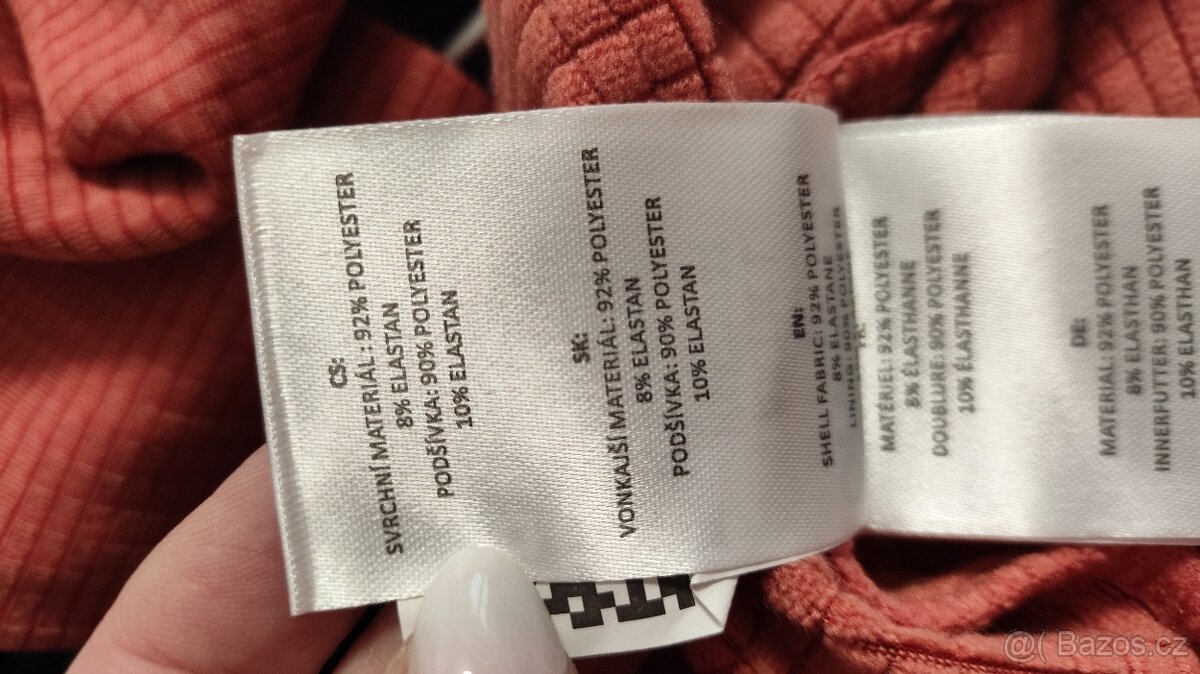 CS:
SVRCHNÍ MATERIÁL: 92% POLYESTER
8% ELASTAN
PODŠÍVKA: 90% POLYESTER
10% ELASTAN
SK:
VONKAJŠÍ MATERIÁL: 92% POLYESTER
8% ELASTAN
PODŠÍVKA: 90% POLYESTER
10% ELASTAN
EN:
SHELL FABRIC: 92% POLYESTER
8% ELASTANE
LINING: 90% POLYESTER
MATÉRIEL: 92% POLYESTER
8% ÉLASTHANNE
DOUBLURE: 90% POLYESTER
10% ÉLASTHANNE
DE:
MATERIAL: 92% POLYESTER
8% ELASTAN
INNERFUTTER: 90% POLYESTER
10% ELASTHAN
@( Bazos.cz